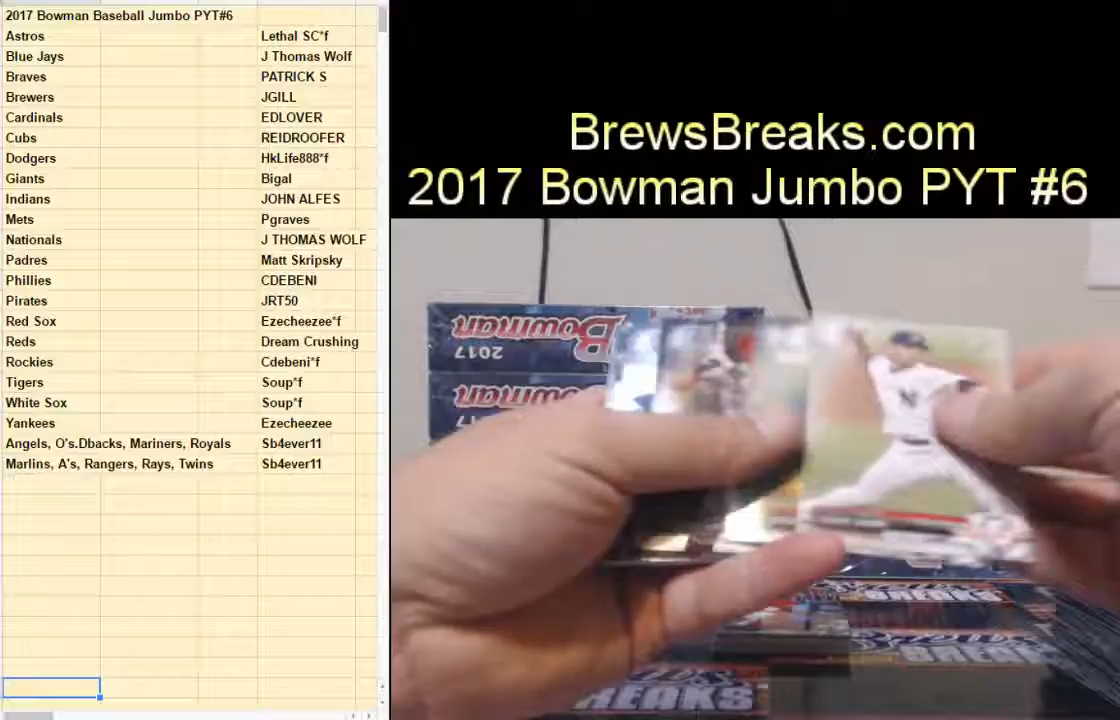 2017 Bowman Baseball Jumbo PYT#6
Astros Lethal SC*f
Blue Jays J Thomas Wolf
Braves PATRICK S
Brewers JGILL
Cardinals EDLOVER
Cubs REIDROOFER
Dodgers HkLife888*f
Giants Bigal
Indians JOHN ALFES
Mets Pgraves
Nationals J THOMAS WOLF
Padres Matt Skripsky
Phillies CDEBENI
Pirates JRT50
Red Sox Ezecheezee*f
Reds Dream Crushing
Rockies Cdebeni*f
Tigers Soup*f
White Sox Soup*f
Yankees Ezecheezee
Angels, O's.Dbacks, Mariners, Royals Sb4ever11
Marlins, A's, Rangers, Rays, Twins Sb4ever11
BrewsBreaks.com
2017 Bowman Jumbo PYT #6
Bowman
2017
Bowman
BREAKS
BREAKS
BREAKS